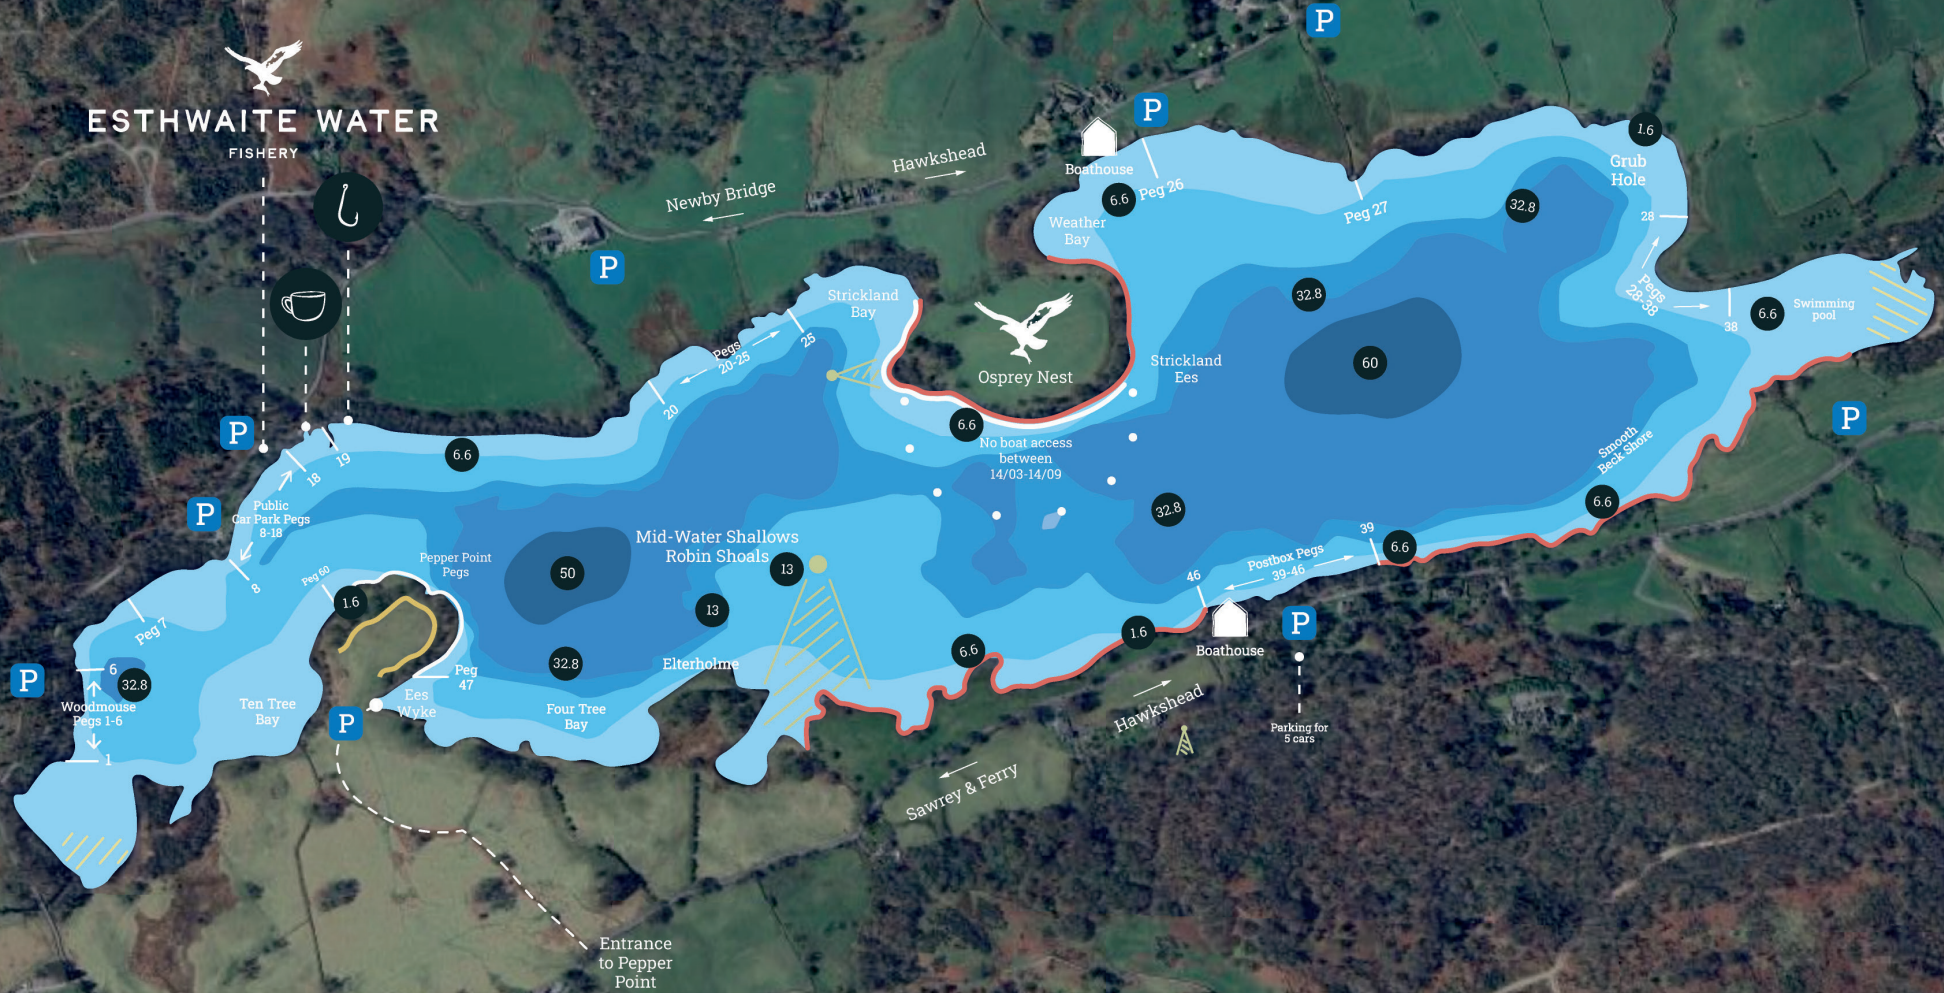 ESTHWAITE WATER
FISHERY
P
P
Hawkshead
Newby Bridge
Boathouse
Peg 26
6.6
Weather
Bay
Peg 27
32.8
1.6
Grub
Hole
28
Pegs
28-38
38
6.6
Swimming
pool
P
Strickland
Bay
Pegs
20-25
25
20
Osprey Nest
Strickland
Ees
32.8
60
6.6
No boat access
between
14/03-14/09
P
P
6.6
19
18
Public
Car Park Pegs
8-18
P
8
Peg 60
1.6
Pepper Point
Pegs
50
Mid-Water Shallows
Robin Shoals
13
13
32.8
Smooth
Beck Shore
6.6
39
6.6
Postbox Pegs
39-46
46
Boathouse
P
Parking for
5 cars
1.6
6.6
Elterholme
32.8
Four Tree
Bay
Peg
47
Ees
Wyke
P
Peg 7
P
6
32.8
Woodmouse
Pegs 1-6
1
Ten Tree
Bay
Hawkshead
Sawrey & Ferry
Entrance
to Pepper
Point